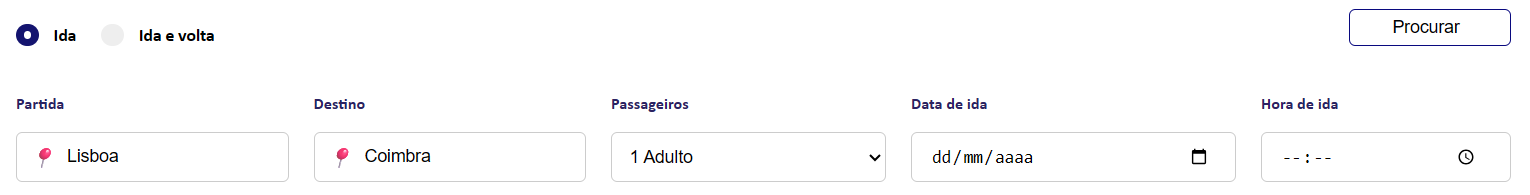 Ida Ida e volta Procurar
Partida Destino Passageiros Data de ida Hora de ida
Lisboa Coimbra 1 Adulto dd/mm/aaaa --:--